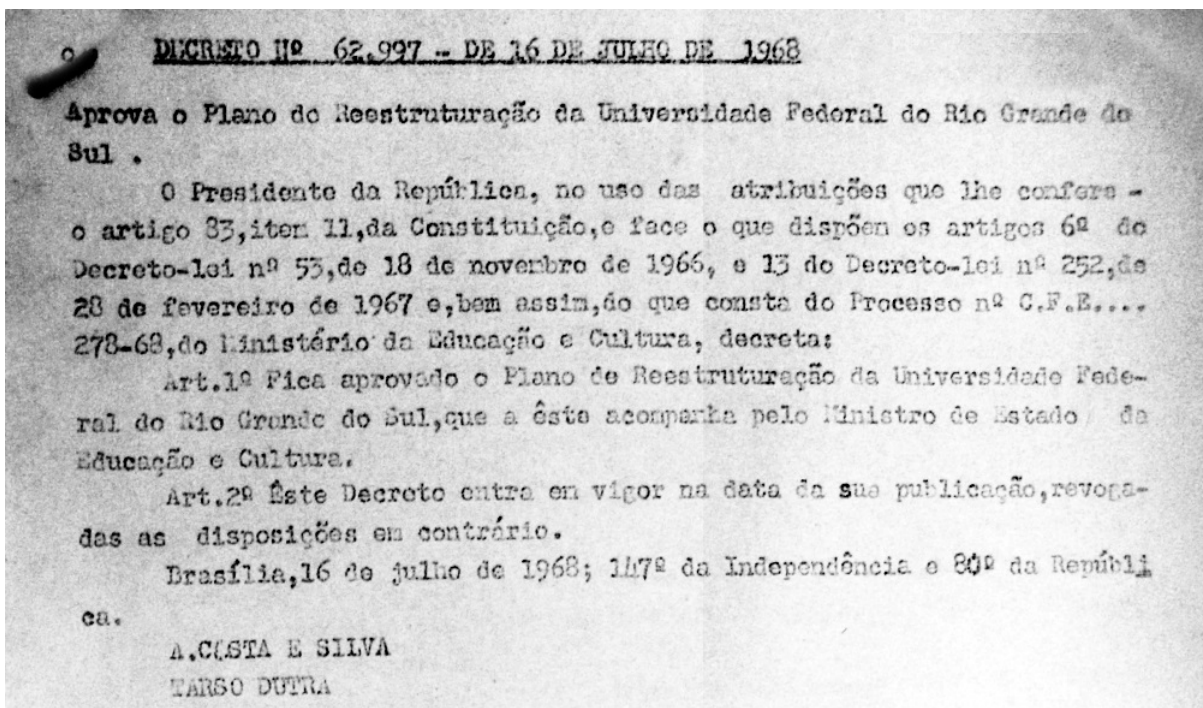 DECRETO Nº 62.997 - DE 16 DE JULHO DE 1968
Aprova o Plano de Reestruturação da Universidade Federal do Rio Grande do
Sul .
O Presidente da República, no uso das atribuições que lhe confere -
o artigo 83,item 11,da Constituição,e face o que dispõem os artigos 6º do
Decreto-lei nº 53,de 18 de novembro de 1966, e 13 do Decreto-lei nº 252,de
28 de fevereiro de 1967 e,bem assim,do que consta do Processo nº C.F.E....
278-68,do Ministério da Educação e Cultura, decreta:
Art.1º Fica aprovado o Plano de Reestruturação da Universidade Fede-
ral do Rio Grande do Sul,que a êste acompanha pelo Ministro de Estado da
Educação e Cultura.
Art.2º Êste Decreto entra em vigor na data da sua publicação,revoga-
das as disposições em contrário.
Brasília,16 de julho de 1968; 147º da Independência e 80º da Repúbli
ca.
A.COSTA E SILVA
TARSO DUTRA